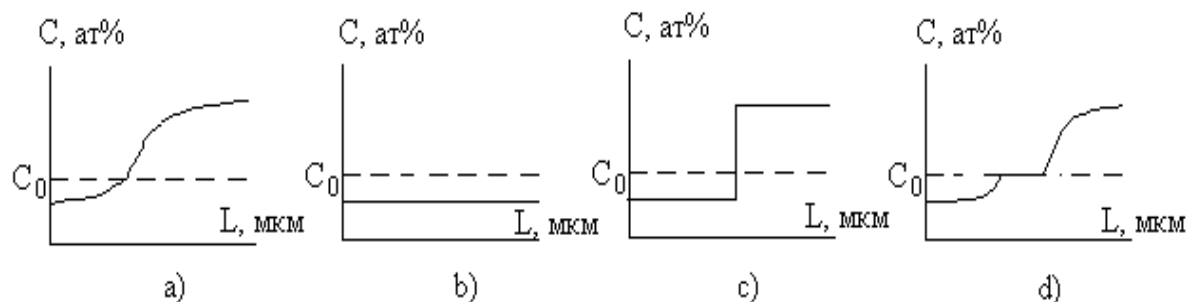 C, ат% C, ат% C, ат% C, ат%
C₀ C₀ C₀ C₀
L, мкм L, мкм L, мкм L, мкм
a) b) c) d)